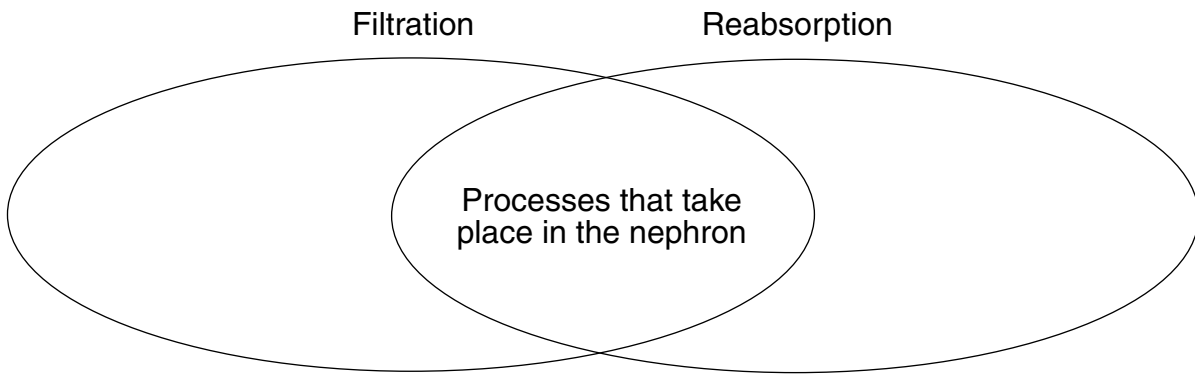 Filtration
Reabsorption
Processes that take
place in the nephron